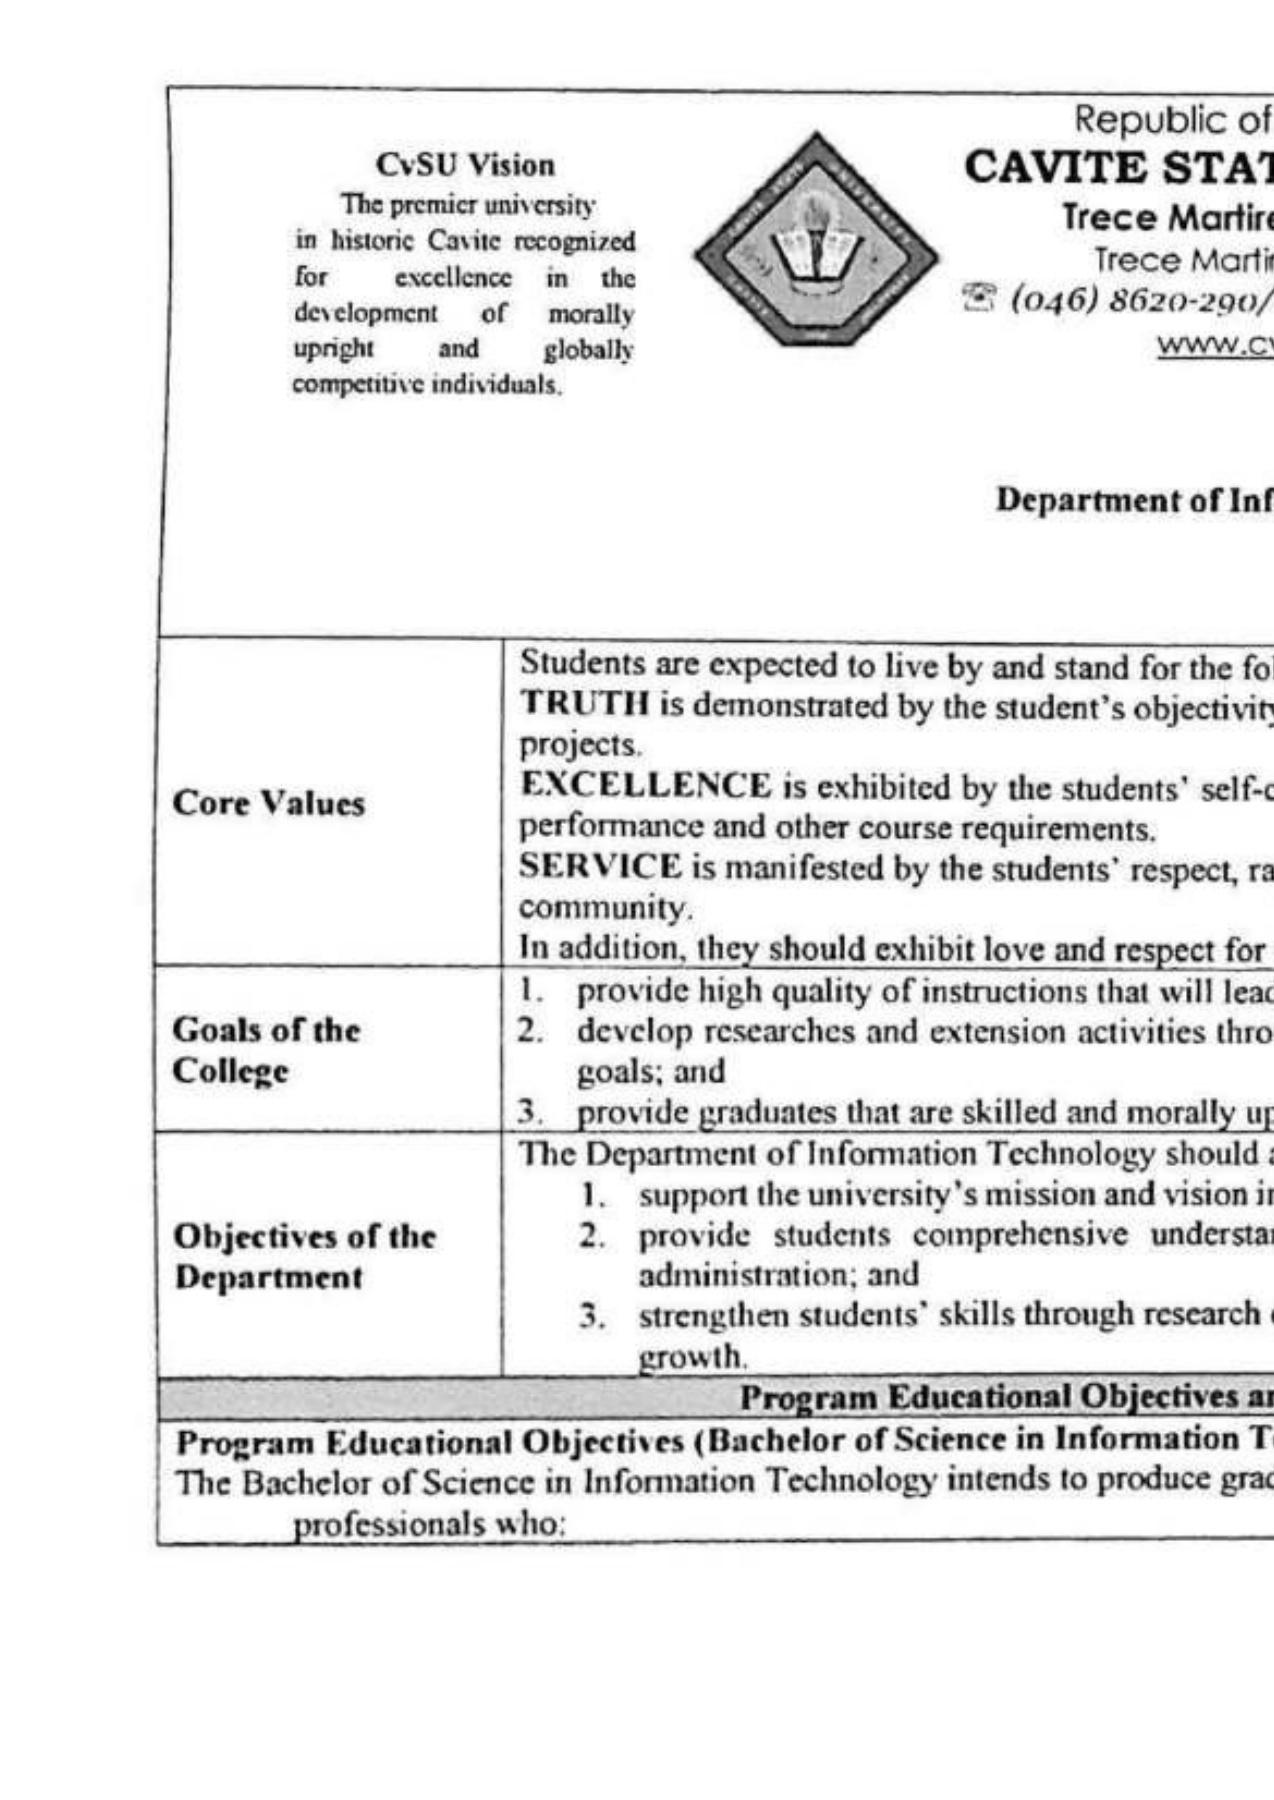 CvSU Vision
The premier university
in historic Cavite recognized
for excellence in the
development of morally
upright and globally
competitive individuals.
Republic of
CAVITE STAT
Trece Martire
Trece Martir
☎ (046) 8620-290/
www.cv
Department of Inf
Core Values
Students are expected to live by and stand for the fol
TRUTH is demonstrated by the student's objectivity
projects.
EXCELLENCE is exhibited by the students' self-c
performance and other course requirements.
SERVICE is manifested by the students' respect, ra
community.
In addition, they should exhibit love and respect for
Goals of the
College
1. provide high quality of instructions that will lead
2. develop researches and extension activities thro
goals; and
3. provide graduates that are skilled and morally up
Objectives of the
Department
The Department of Information Technology should a
1. support the university's mission and vision in
2. provide students comprehensive understan
administration; and
3. strengthen students' skills through research
growth.
Program Educational Objectives an
Program Educational Objectives (Bachelor of Science in Information T
The Bachelor of Science in Information Technology intends to produce grad
professionals who: